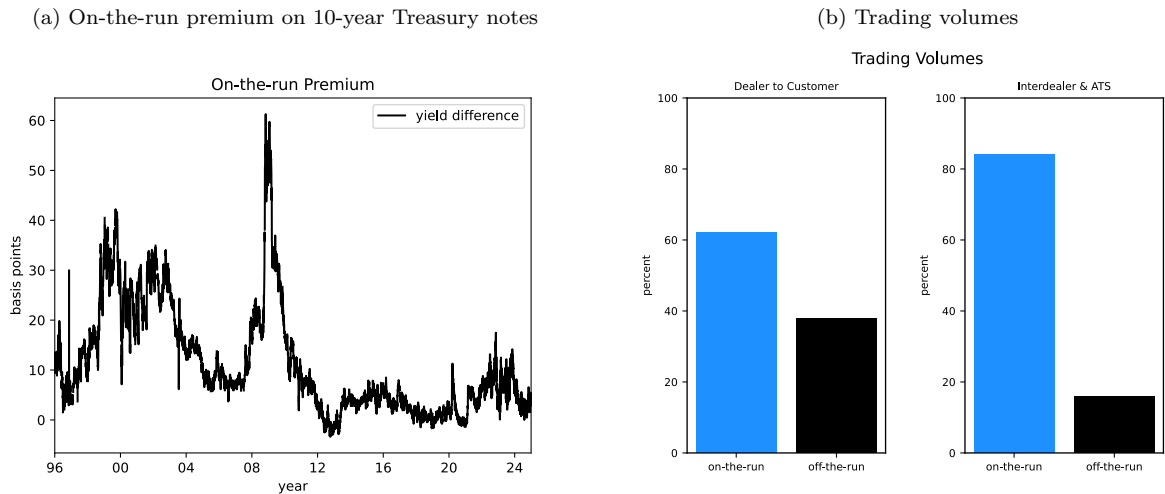 (a) On-the-run premium on 10-year Treasury notes
On-the-run Premium
yield difference
60
50
40
30
20
10
0
basis points
96 00 04 08 12 16 20 24
year
(b) Trading volumes
Trading Volumes
Dealer to Customer
100
80
60
40
20
0
percent
on-the-run off-the-run
Interdealer & ATS
100
80
60
40
20
0
percent
on-the-run off-the-run